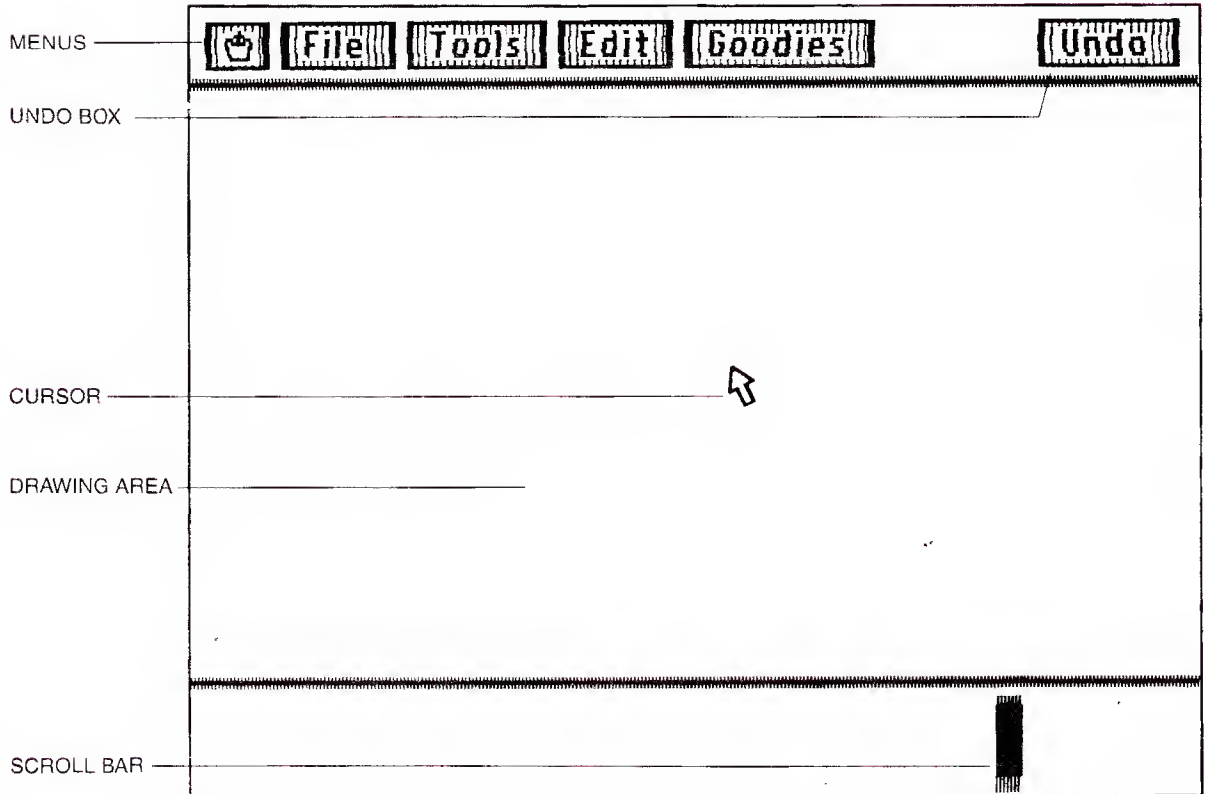 MENUS
File Tools Edit Goodies Undo
UNDO BOX
CURSOR
DRAWING AREA
SCROLL BAR